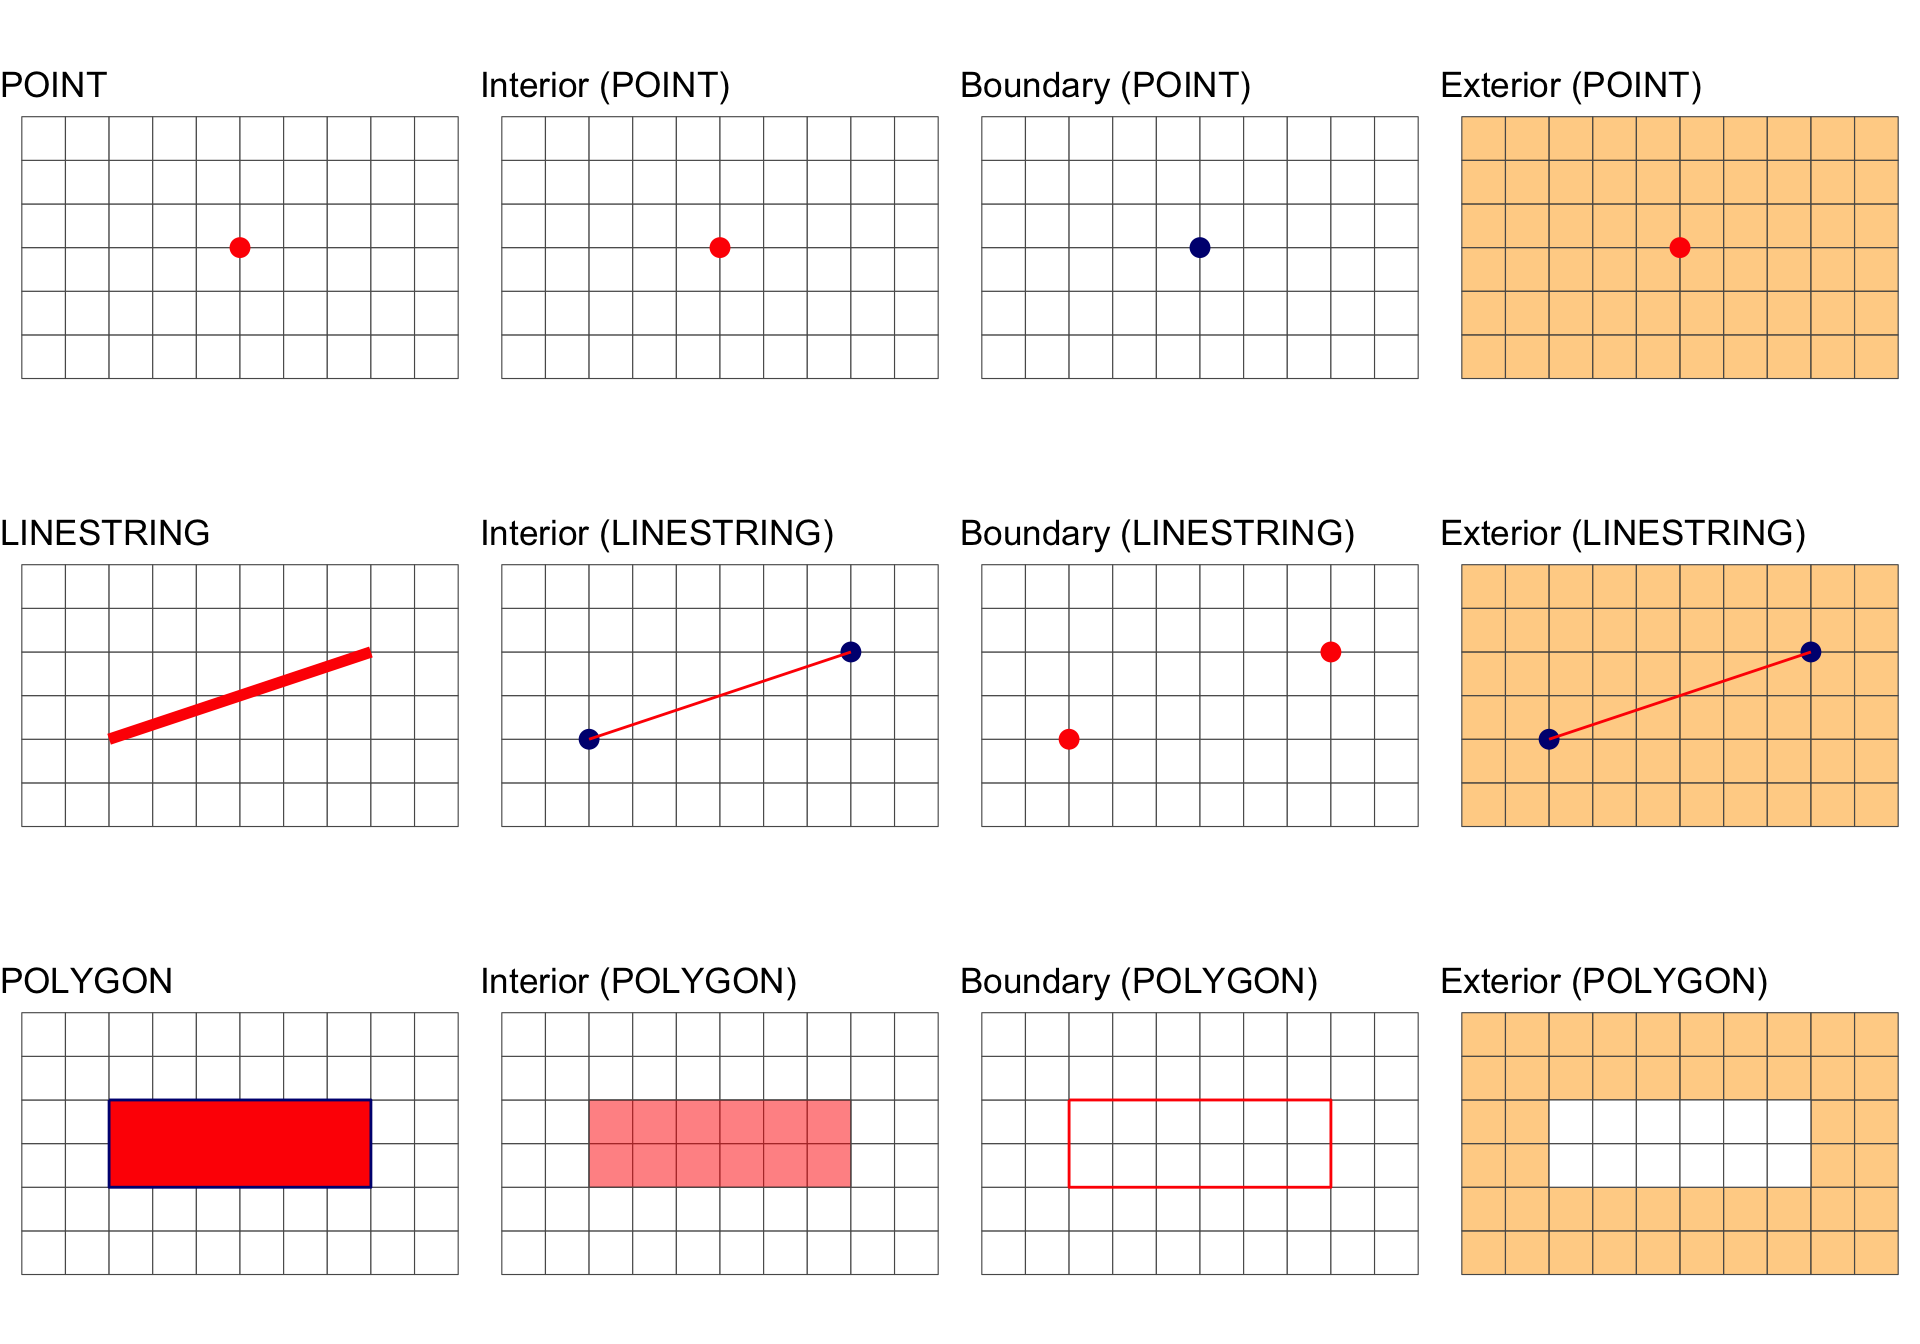 POINT
Interior (POINT)
Boundary (POINT)
Exterior (POINT)
LINESTRING
Interior (LINESTRING)
Boundary (LINESTRING)
Exterior (LINESTRING)
POLYGON
Interior (POLYGON)
Boundary (POLYGON)
Exterior (POLYGON)